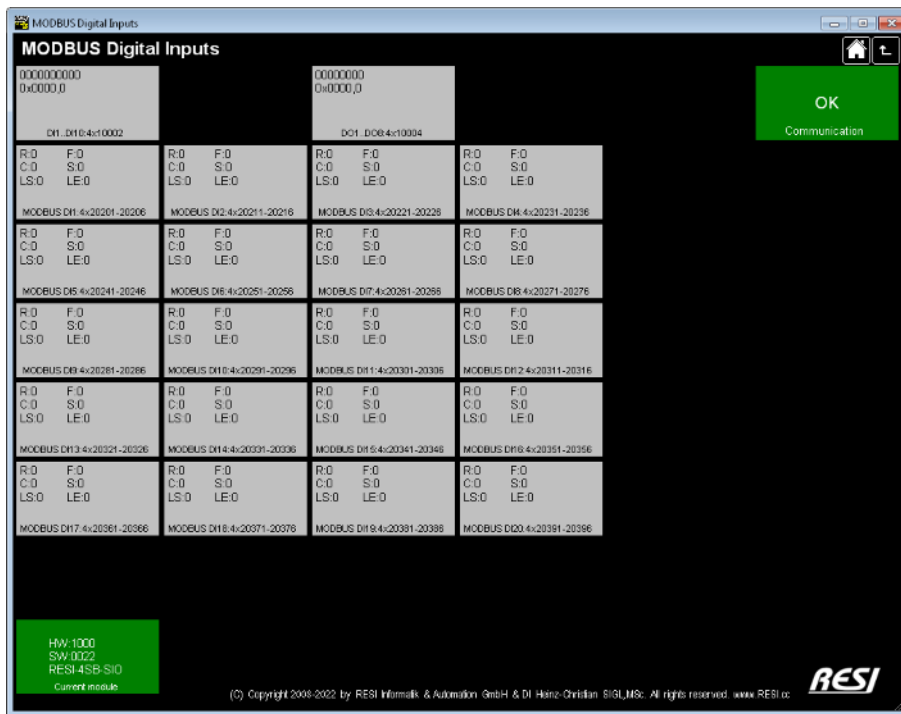 MODBUS Digital Inputs
MODBUS Digital Inputs
0000000000
0x0000,0
DI1..DI10:4x10002
00000000
0x0000,0
DO1..DO8:4x10004
OK
Communication
R:0 F:0
C:0 S:0
LS:0 LE:0
MODBUS DI1:4x20201-20206
R:0 F:0
C:0 S:0
LS:0 LE:0
MODBUS DI2:4x20211-20216
R:0 F:0
C:0 S:0
LS:0 LE:0
MODBUS DI3:4x20221-20226
R:0 F:0
C:0 S:0
LS:0 LE:0
MODBUS DI4:4x20231-20236
R:0 F:0
C:0 S:0
LS:0 LE:0
MODBUS DI5:4x20241-20246
R:0 F:0
C:0 S:0
LS:0 LE:0
MODBUS DI6:4x20251-20256
R:0 F:0
C:0 S:0
LS:0 LE:0
MODBUS DI7:4x20261-20266
R:0 F:0
C:0 S:0
LS:0 LE:0
MODBUS DI8:4x20271-20276
R:0 F:0
C:0 S:0
LS:0 LE:0
MODBUS DI9:4x20281-20286
R:0 F:0
C:0 S:0
LS:0 LE:0
MODBUS DI10:4x20291-20296
R:0 F:0
C:0 S:0
LS:0 LE:0
MODBUS DI11:4x20301-20306
R:0 F:0
C:0 S:0
LS:0 LE:0
MODBUS DI12:4x20311-20316
R:0 F:0
C:0 S:0
LS:0 LE:0
MODBUS DI13:4x20321-20326
R:0 F:0
C:0 S:0
LS:0 LE:0
MODBUS DI14:4x20331-20336
R:0 F:0
C:0 S:0
LS:0 LE:0
MODBUS DI15:4x20341-20346
R:0 F:0
C:0 S:0
LS:0 LE:0
MODBUS DI16:4x20351-20356
R:0 F:0
C:0 S:0
LS:0 LE:0
MODBUS DI17:4x20361-20366
R:0 F:0
C:0 S:0
LS:0 LE:0
MODBUS DI18:4x20371-20376
R:0 F:0
C:0 S:0
LS:0 LE:0
MODBUS DI19:4x20381-20386
R:0 F:0
C:0 S:0
LS:0 LE:0
MODBUS DI20:4x20391-20396
HW:1000
SW:0022
RESI-4SB-SIO
Current module
(C) Copyright 2008-2022 by RESI Informatik & Automation GmbH & DI Heinz-Christian SIGL,MSc. All rights reserved. www.RESI.cc
RESI